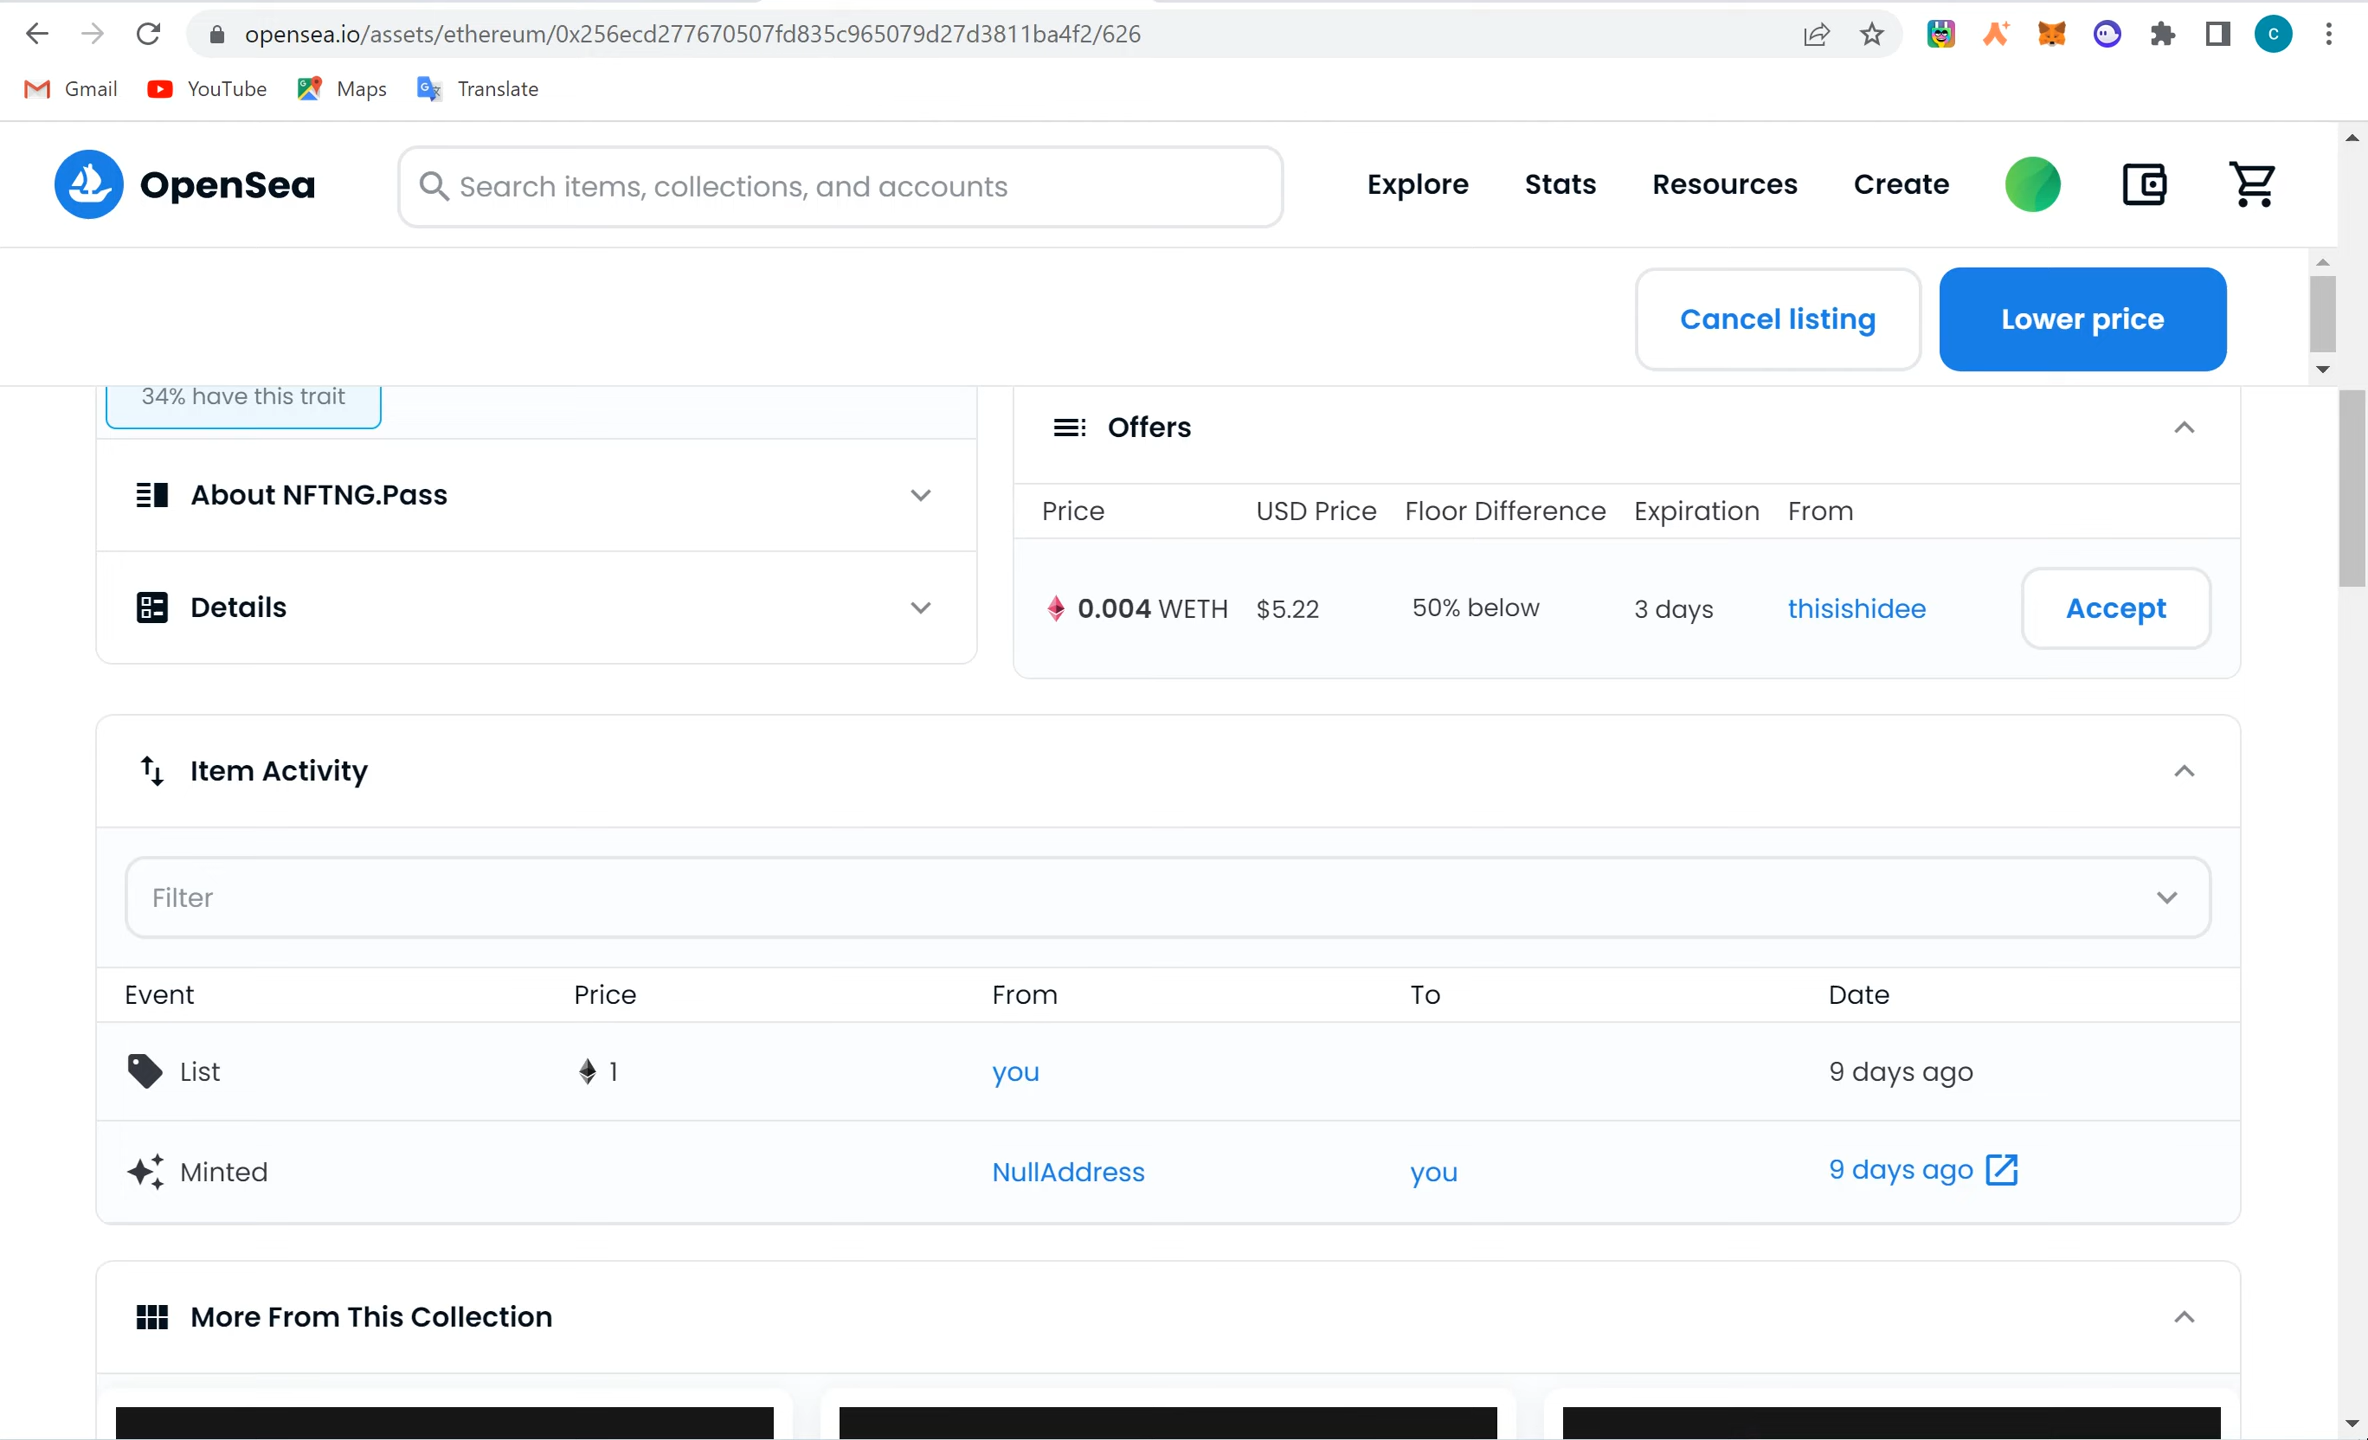 opensea.io/assets/ethereum/0x256ecd277670507fd835c965079d27d3811ba4f2/626
C
Gmail YouTube Maps Translate
OpenSea
Search items, collections, and accounts
Explore Stats Resources Create
Cancel listing Lower price
34% have this trait
About NFTNG.Pass
Details
Offers
Price USD Price Floor Difference Expiration From
0.004 WETH $5.22 50% below 3 days thisishidee Accept
Item Activity
Filter
Event Price From To Date
List 1 you 9 days ago
Minted NullAddress you 9 days ago
More From This Collection